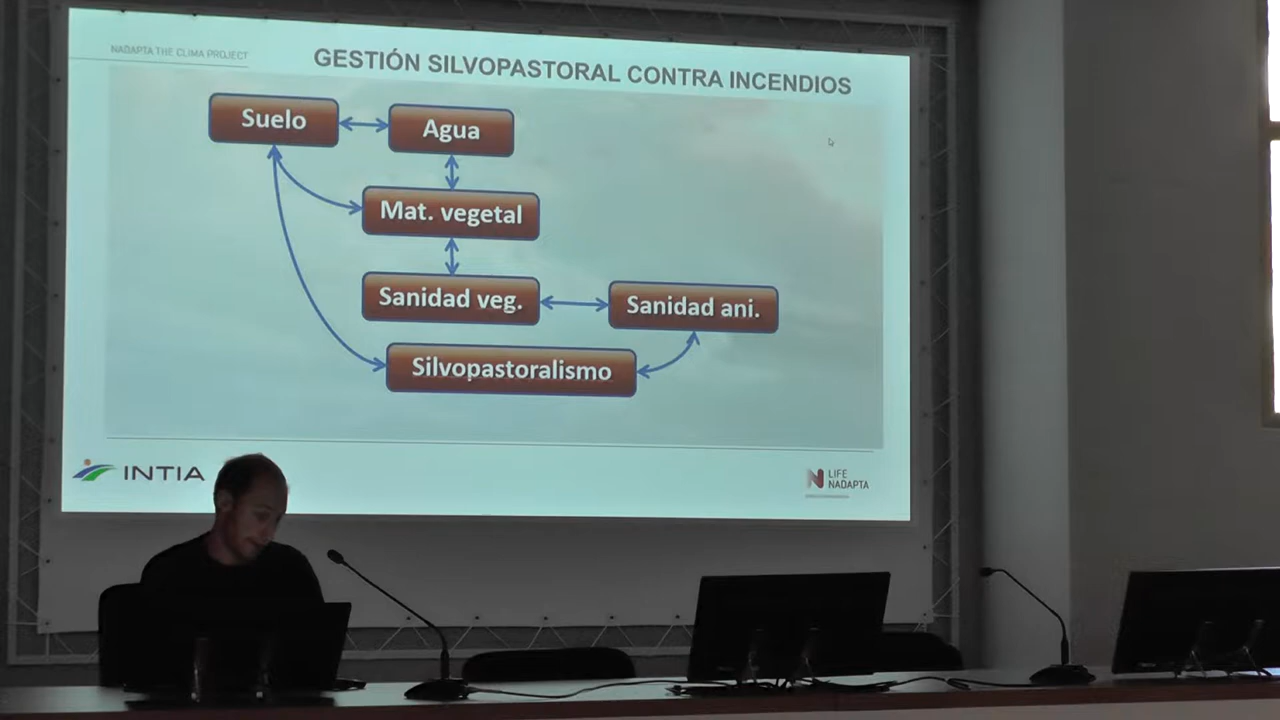 NADAPTA THE CLIMA PROJECT
GESTIÓN SILVOPASTORAL CONTRA INCENDIOS
Suelo
Agua
Mat. vegetal
Sanidad veg.
Sanidad ani.
Silvopastoralismo
INTIA
LIFE
NADAPTA